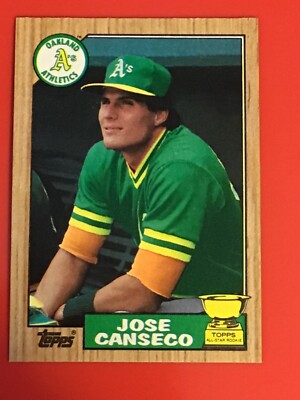 OAKLAND
A's
ATHLETICS
A's
JOSE
CANSECO
Topps
TOPPS
ALL STAR ROOKIE